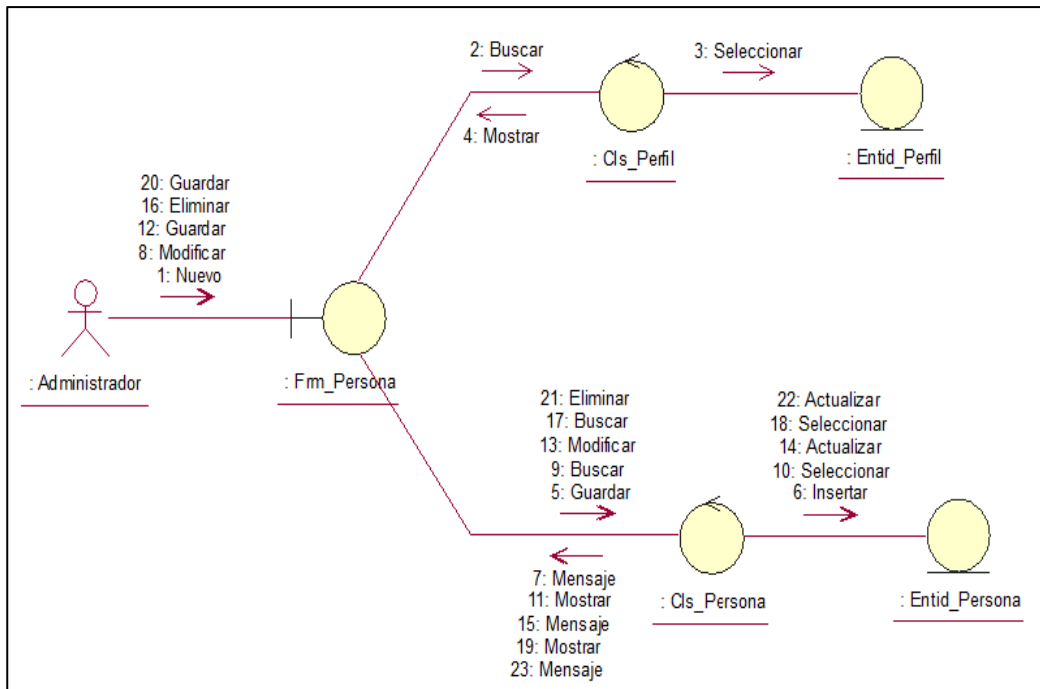 2: Buscar
3: Seleccionar
4: Mostrar
: Cls_Perfil
: Entid_Perfil
20: Guardar
16: Eliminar
12: Guardar
8: Modificar
1: Nuevo
: Administrador
: Frm_Persona
21: Eliminar
17: Buscar
13: Modificar
9: Buscar
5: Guardar
22: Actualizar
18: Seleccionar
14: Actualizar
10: Seleccionar
6: Insertar
7: Mensaje
11: Mostrar
15: Mensaje
19: Mostrar
23: Mensaje
: Cls_Persona
: Entid_Persona